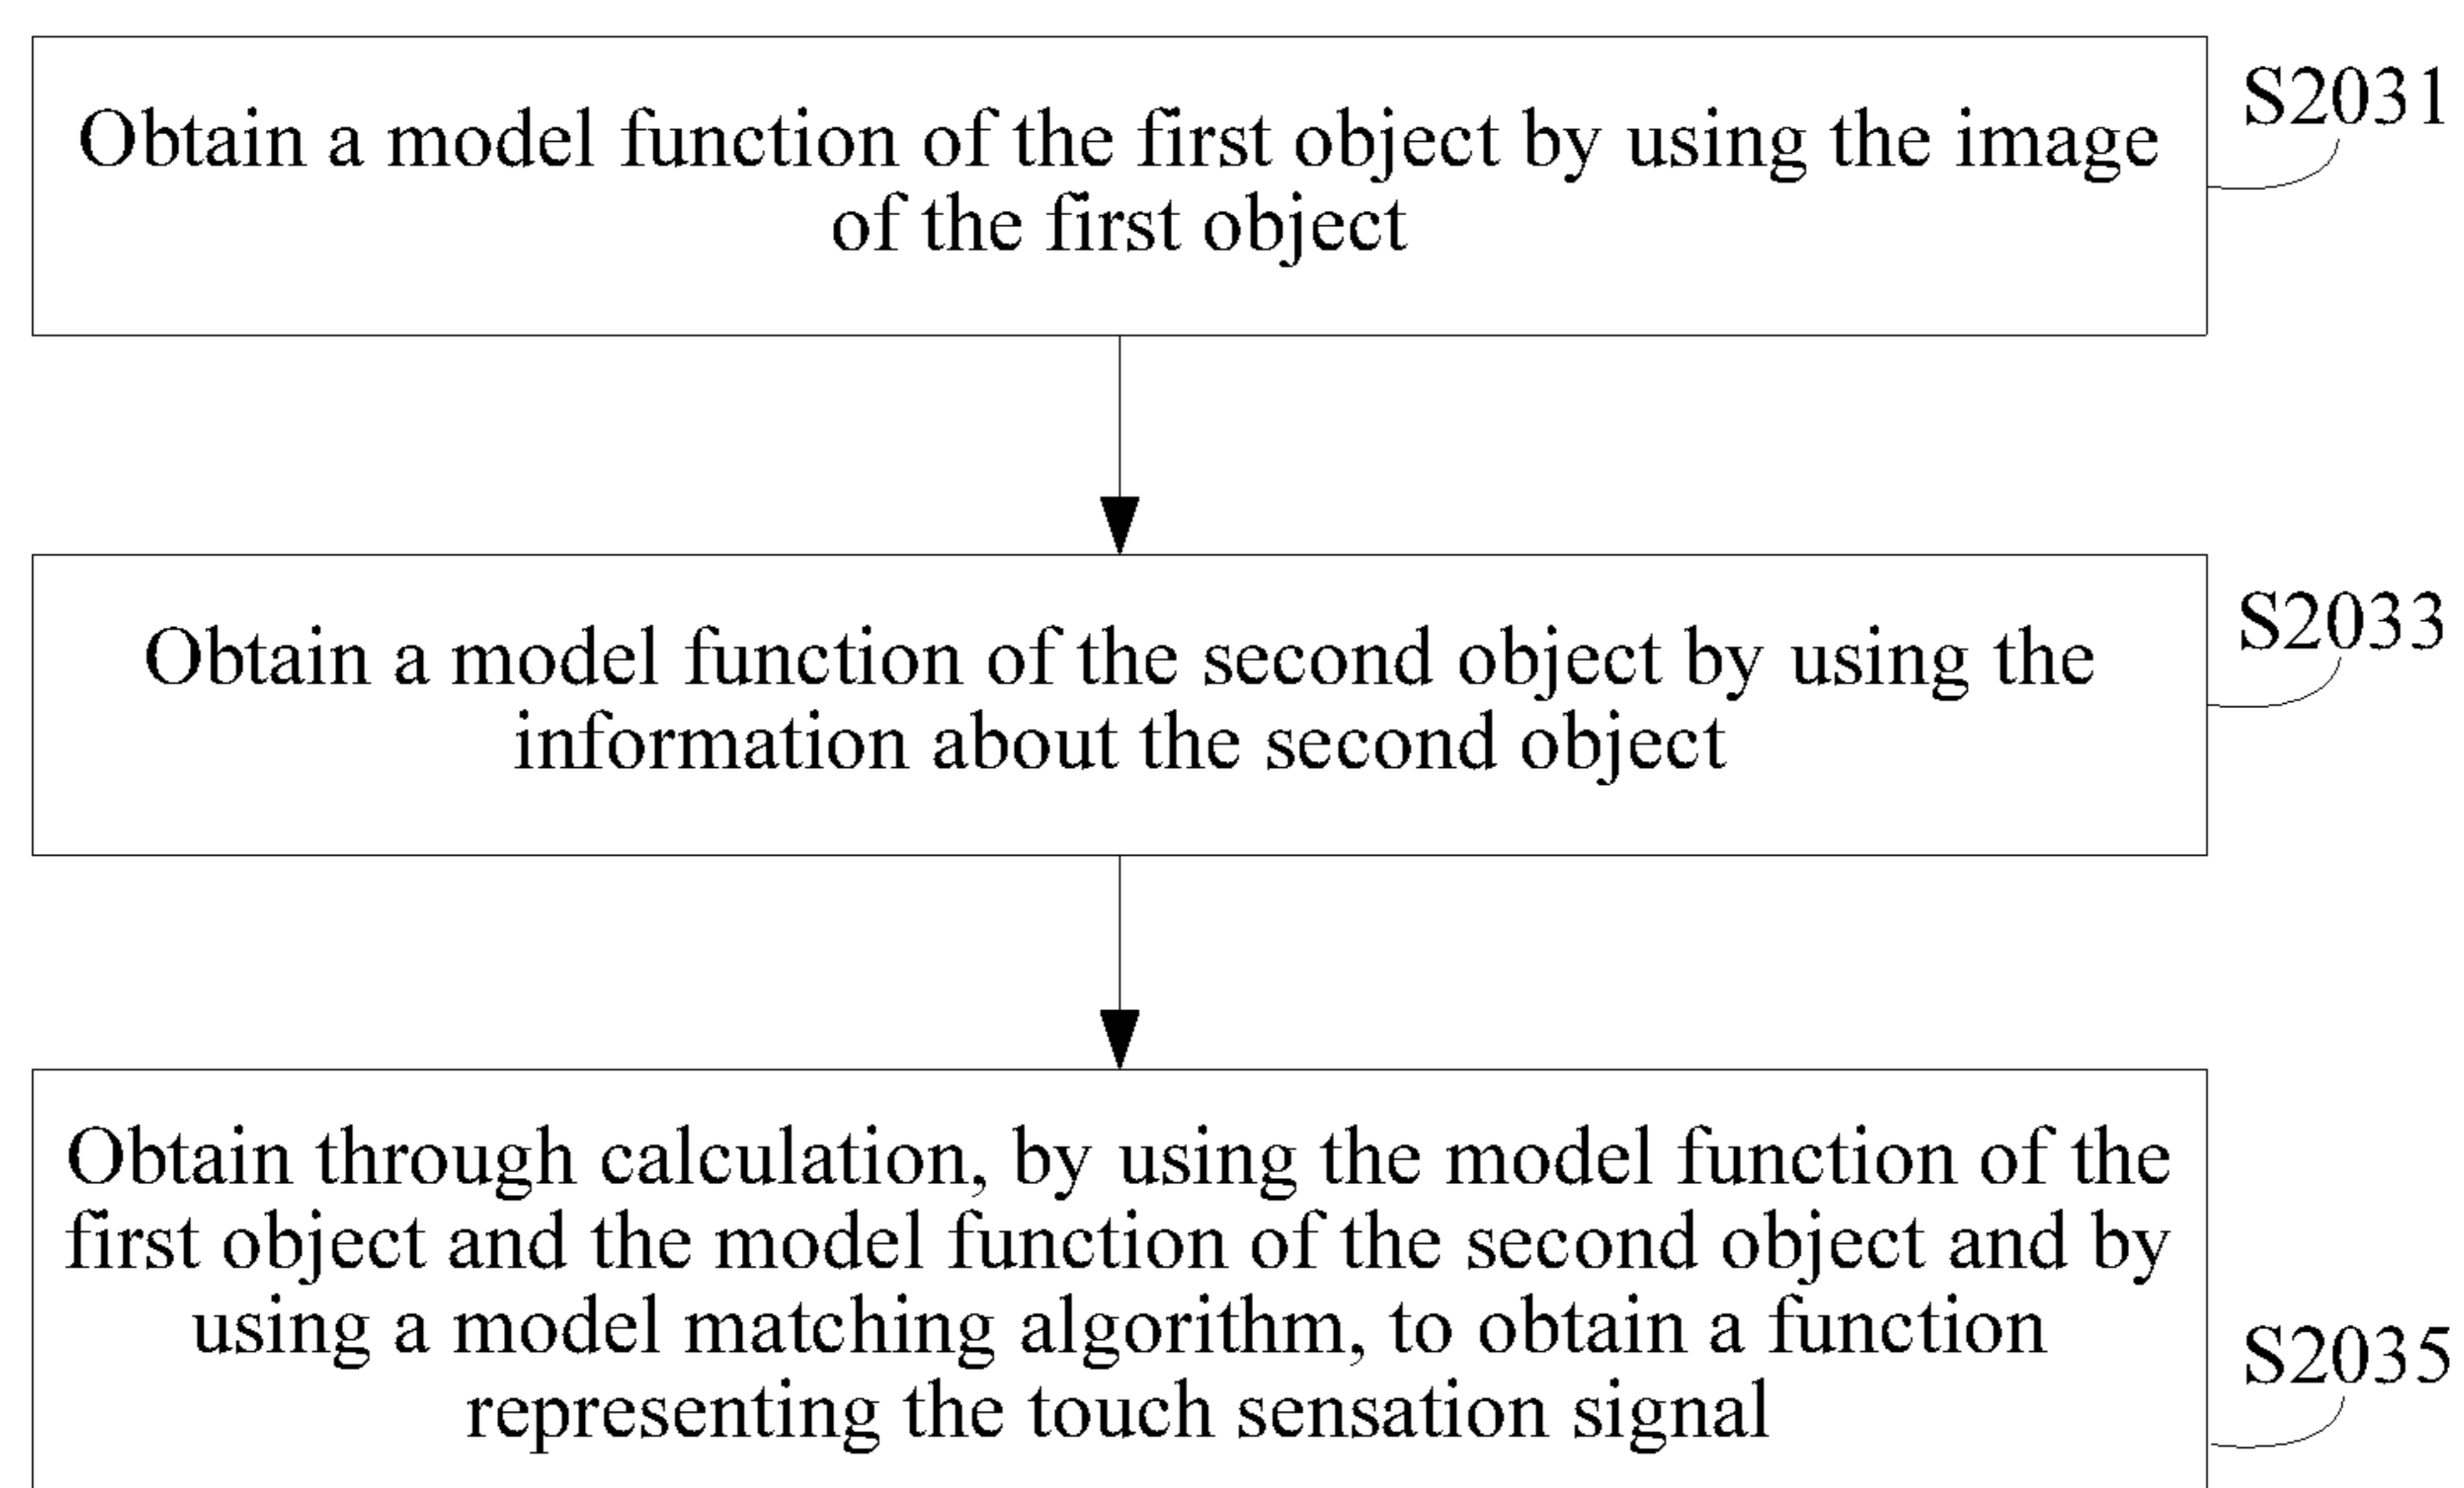 Obtain a model function of the first object by using the image
of the first object
S2031
Obtain a model function of the second object by using the
information about the second object
S2033
Obtain through calculation, by using the model function of the
first object and the model function of the second object and by
using a model matching algorithm, to obtain a function
representing the touch sensation signal
S2035